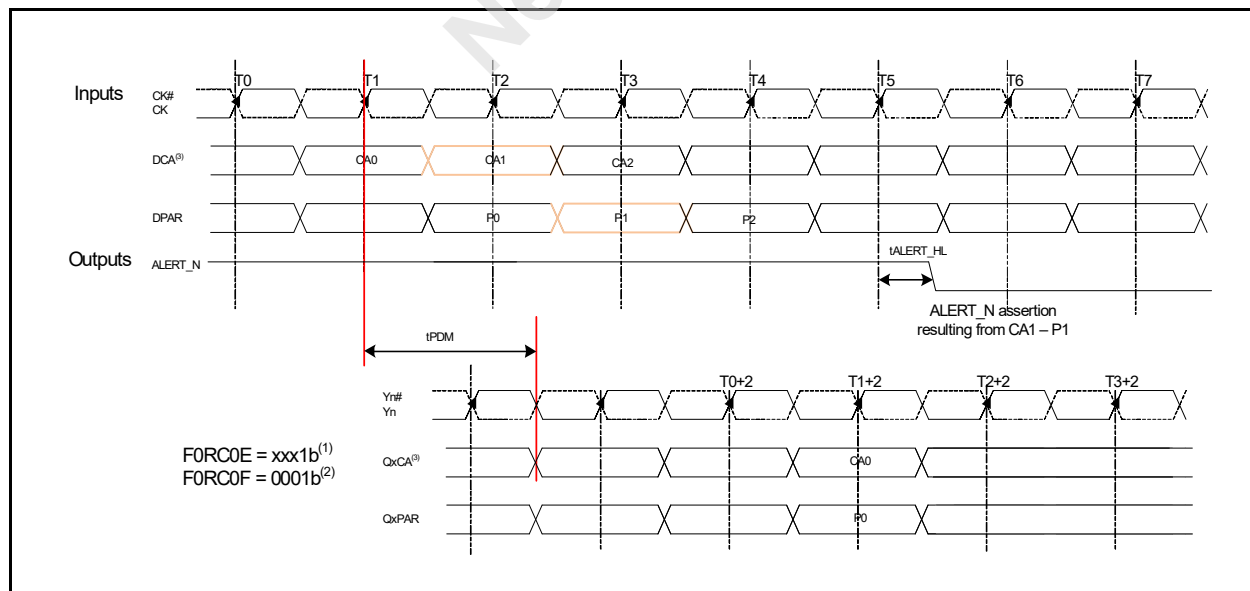 T0 T1 T2 T3 T4 T5 T6 T7
Inputs
CK#
CK
DCA(3) CA0 CA1 CA2
DPAR P0 P1 P2
Outputs
ALERT_N
tALERT_HL
ALERT_N assertion
resulting from CA1 – P1
tPDM
T0+2 T1+2 T2+2 T3+2
Yn#
Yn
F0RC0E = xxx1b(1)
F0RC0F = 0001b(2)
QxCA(3) CA0
QxPAR P0